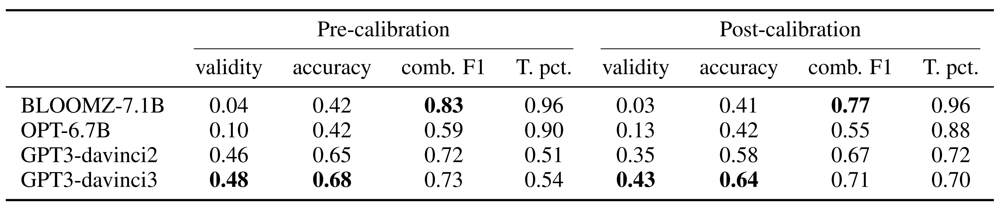 Pre-calibration Post-calibration
validity accuracy comb. F1 T. pct. validity accuracy comb. F1 T. pct.
BLOOMZ-7.1B 0.04 0.42 0.83 0.96 0.03 0.41 0.77 0.96
OPT-6.7B 0.10 0.42 0.59 0.90 0.13 0.42 0.55 0.88
GPT3-davinci2 0.46 0.65 0.72 0.51 0.35 0.58 0.67 0.72
GPT3-davinci3 0.48 0.68 0.73 0.54 0.43 0.64 0.71 0.70